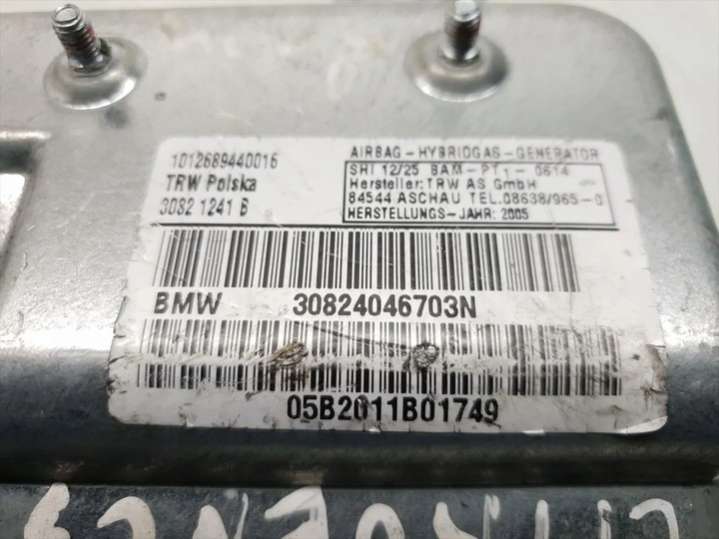 1012689440016
TRW Polska
3082 1241 B
AIRBAG-HYBRIDGAS-GENERATOR
SHI 12/25 BAM-PT1-0614
Hersteller:TRW AS GmbH
84544 ASCHAU TEL.08638/965-0
HERSTELLUNGS-JAHR: 2005
BMW 30824046703N
05B2011B01749